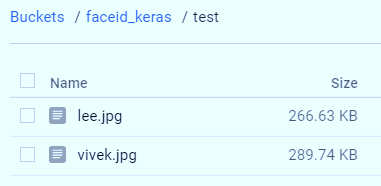 Buckets / faceid_keras / test
Name Size
lee.jpg 266.63 KB
vivek.jpg 289.74 KB